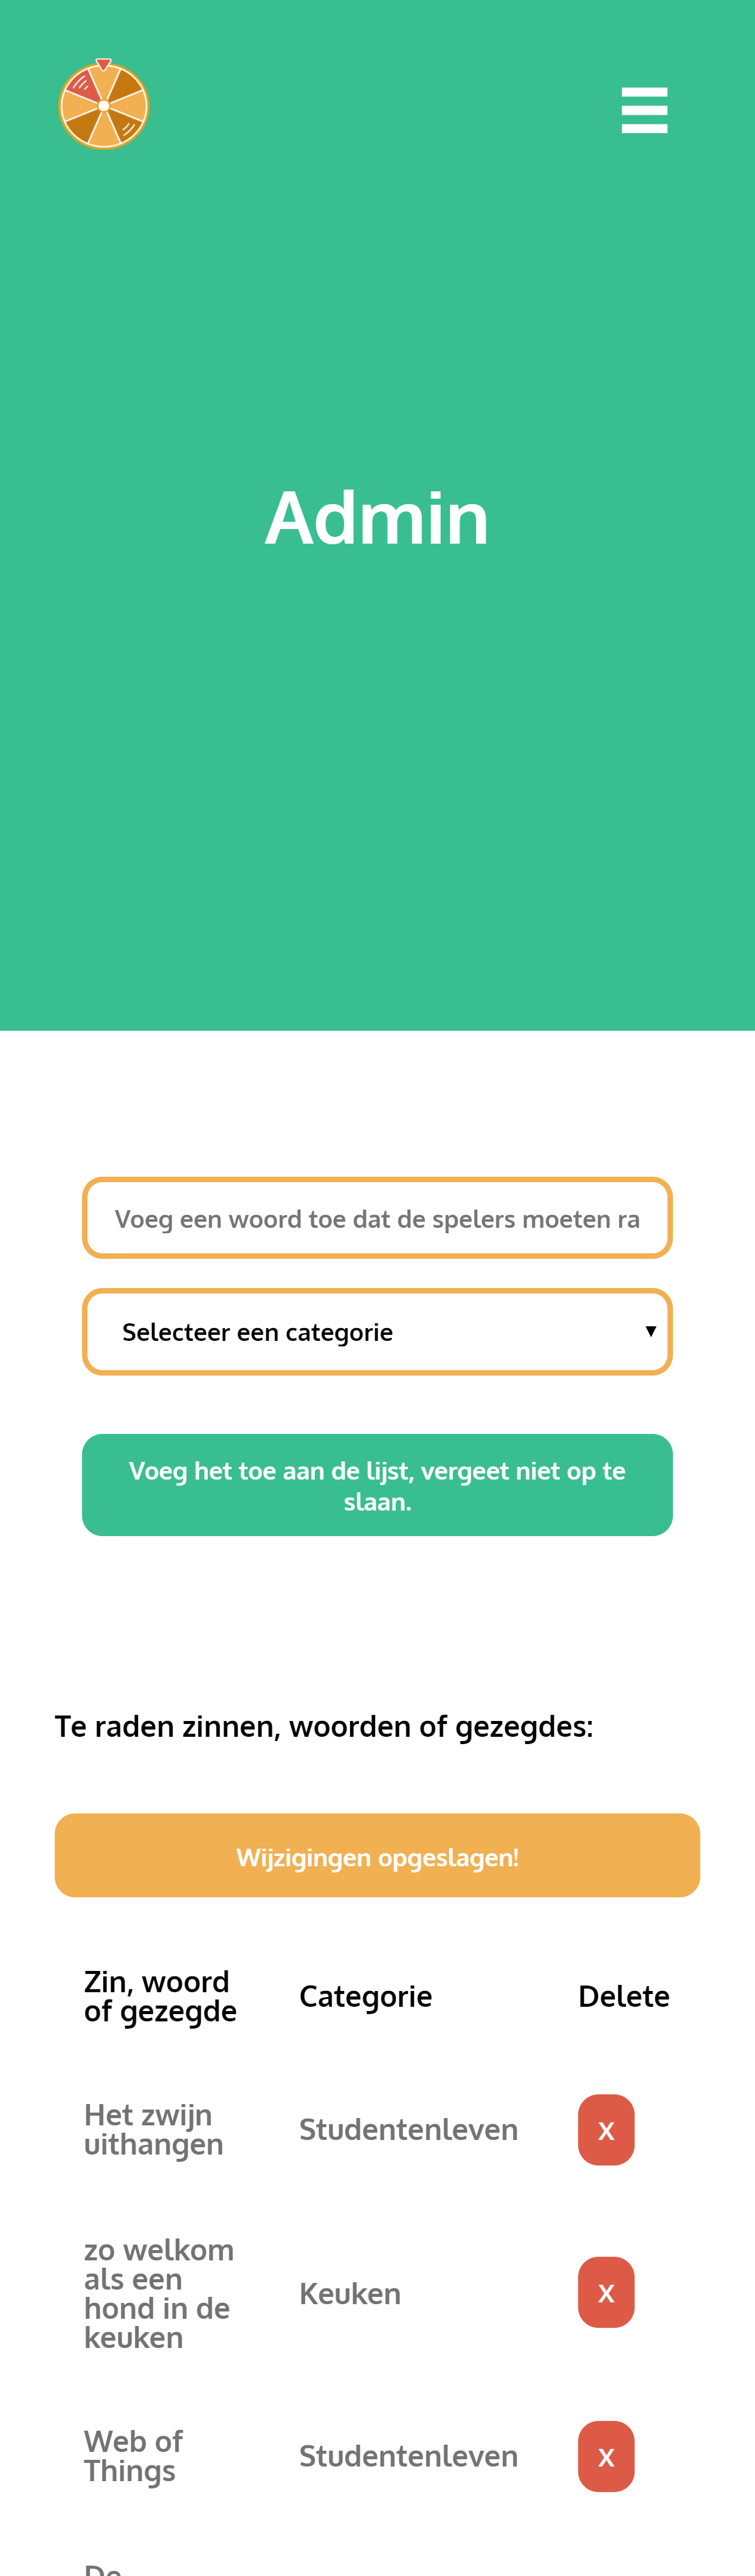 Admin
Voeg een woord toe dat de spelers moeten ra
Selecteer een categorie
Voeg het toe aan de lijst, vergeet niet op te
slaan.
Te raden zinnen, woorden of gezegdes:
Wijzigingen opgeslagen!
Zin, woord
of gezegde
Categorie
Delete
Het zwijn
uithangen
Studentenleven
X
zo welkom
als een
hond in de
keuken
Keuken
X
Web of
Things
Studentenleven
X
De